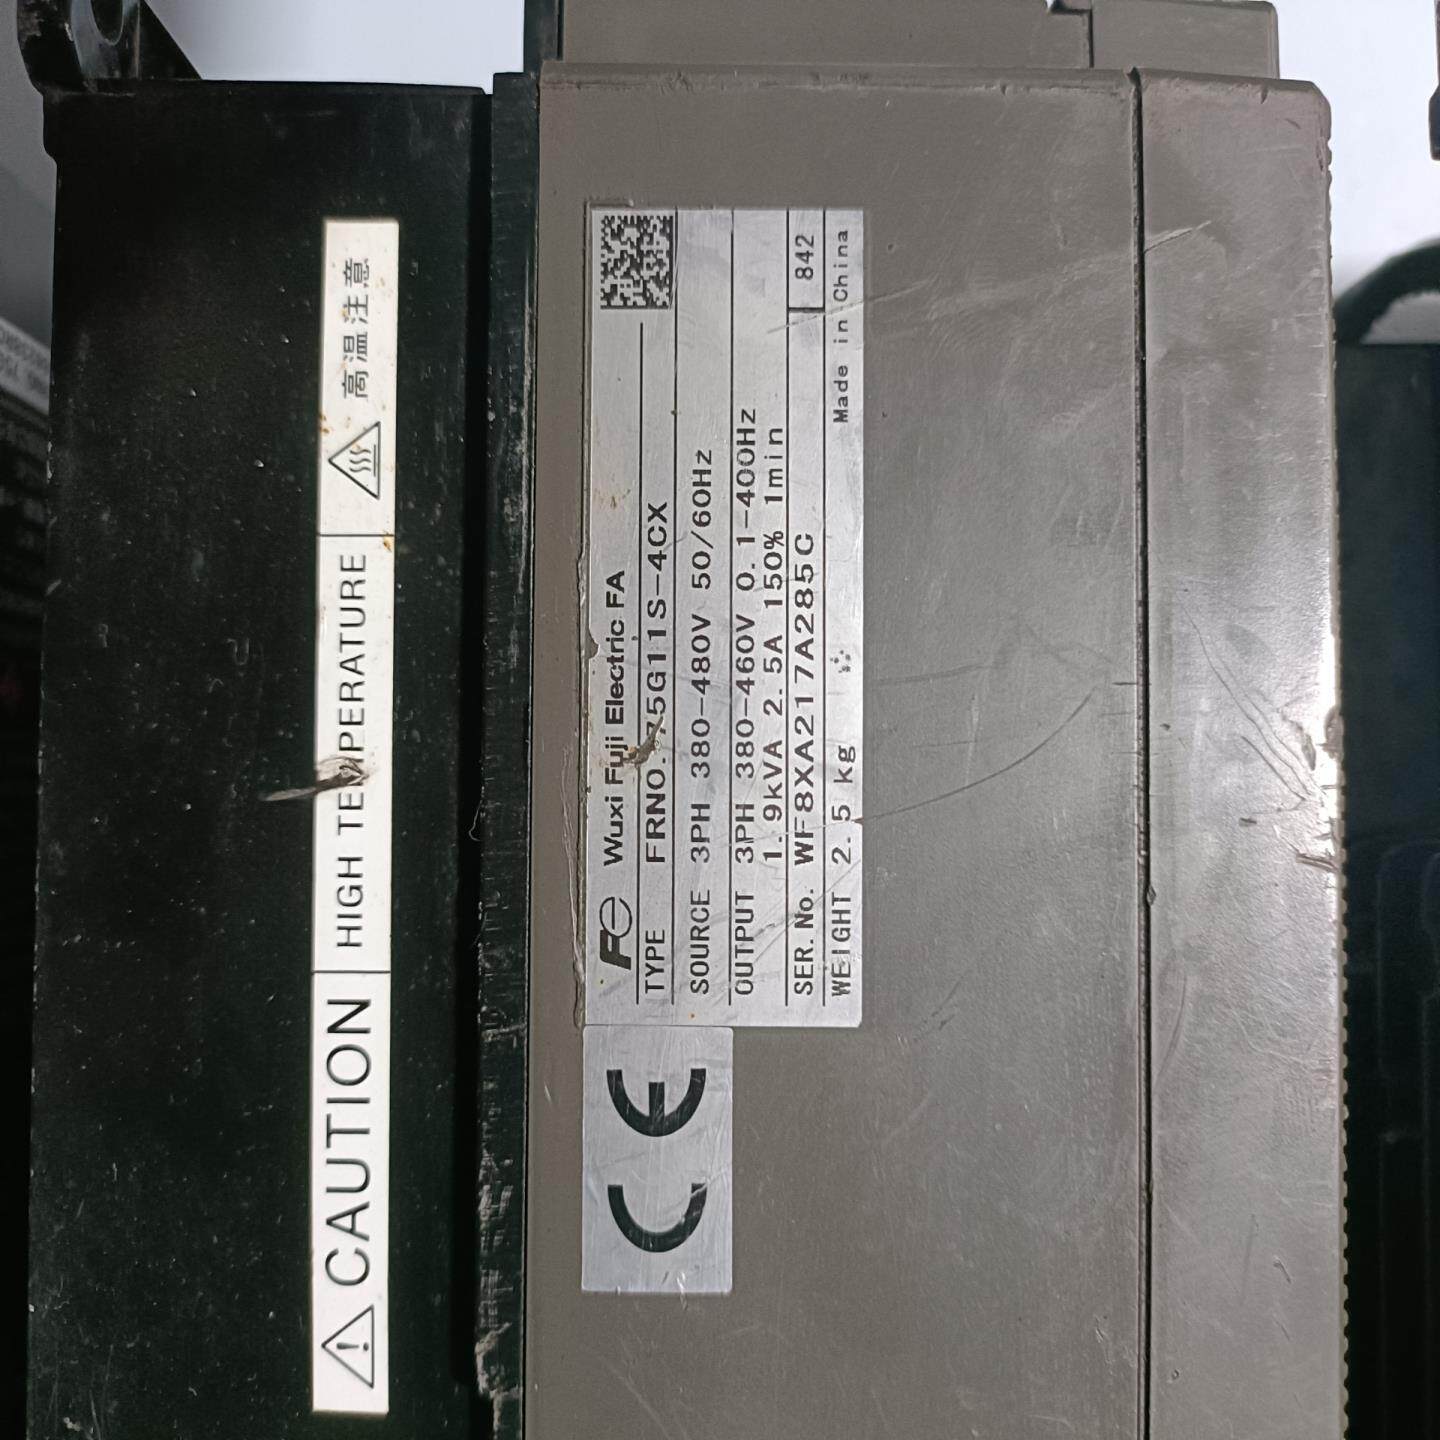 CAUTION
HIGH TEMPERATURE
高温注意
Fe Wuxi Fuji Electric FA
TYPE FRN0.75G11S-4CX
SOURCE 3PH 380-480V 50/60Hz
OUTPUT 3PH 380-460V 0.1-400Hz
1.9kVA 2.5A 150% 1min
SER.No. WF8XA217A285C 842
WEIGHT 2.5 kg Made in China
CE